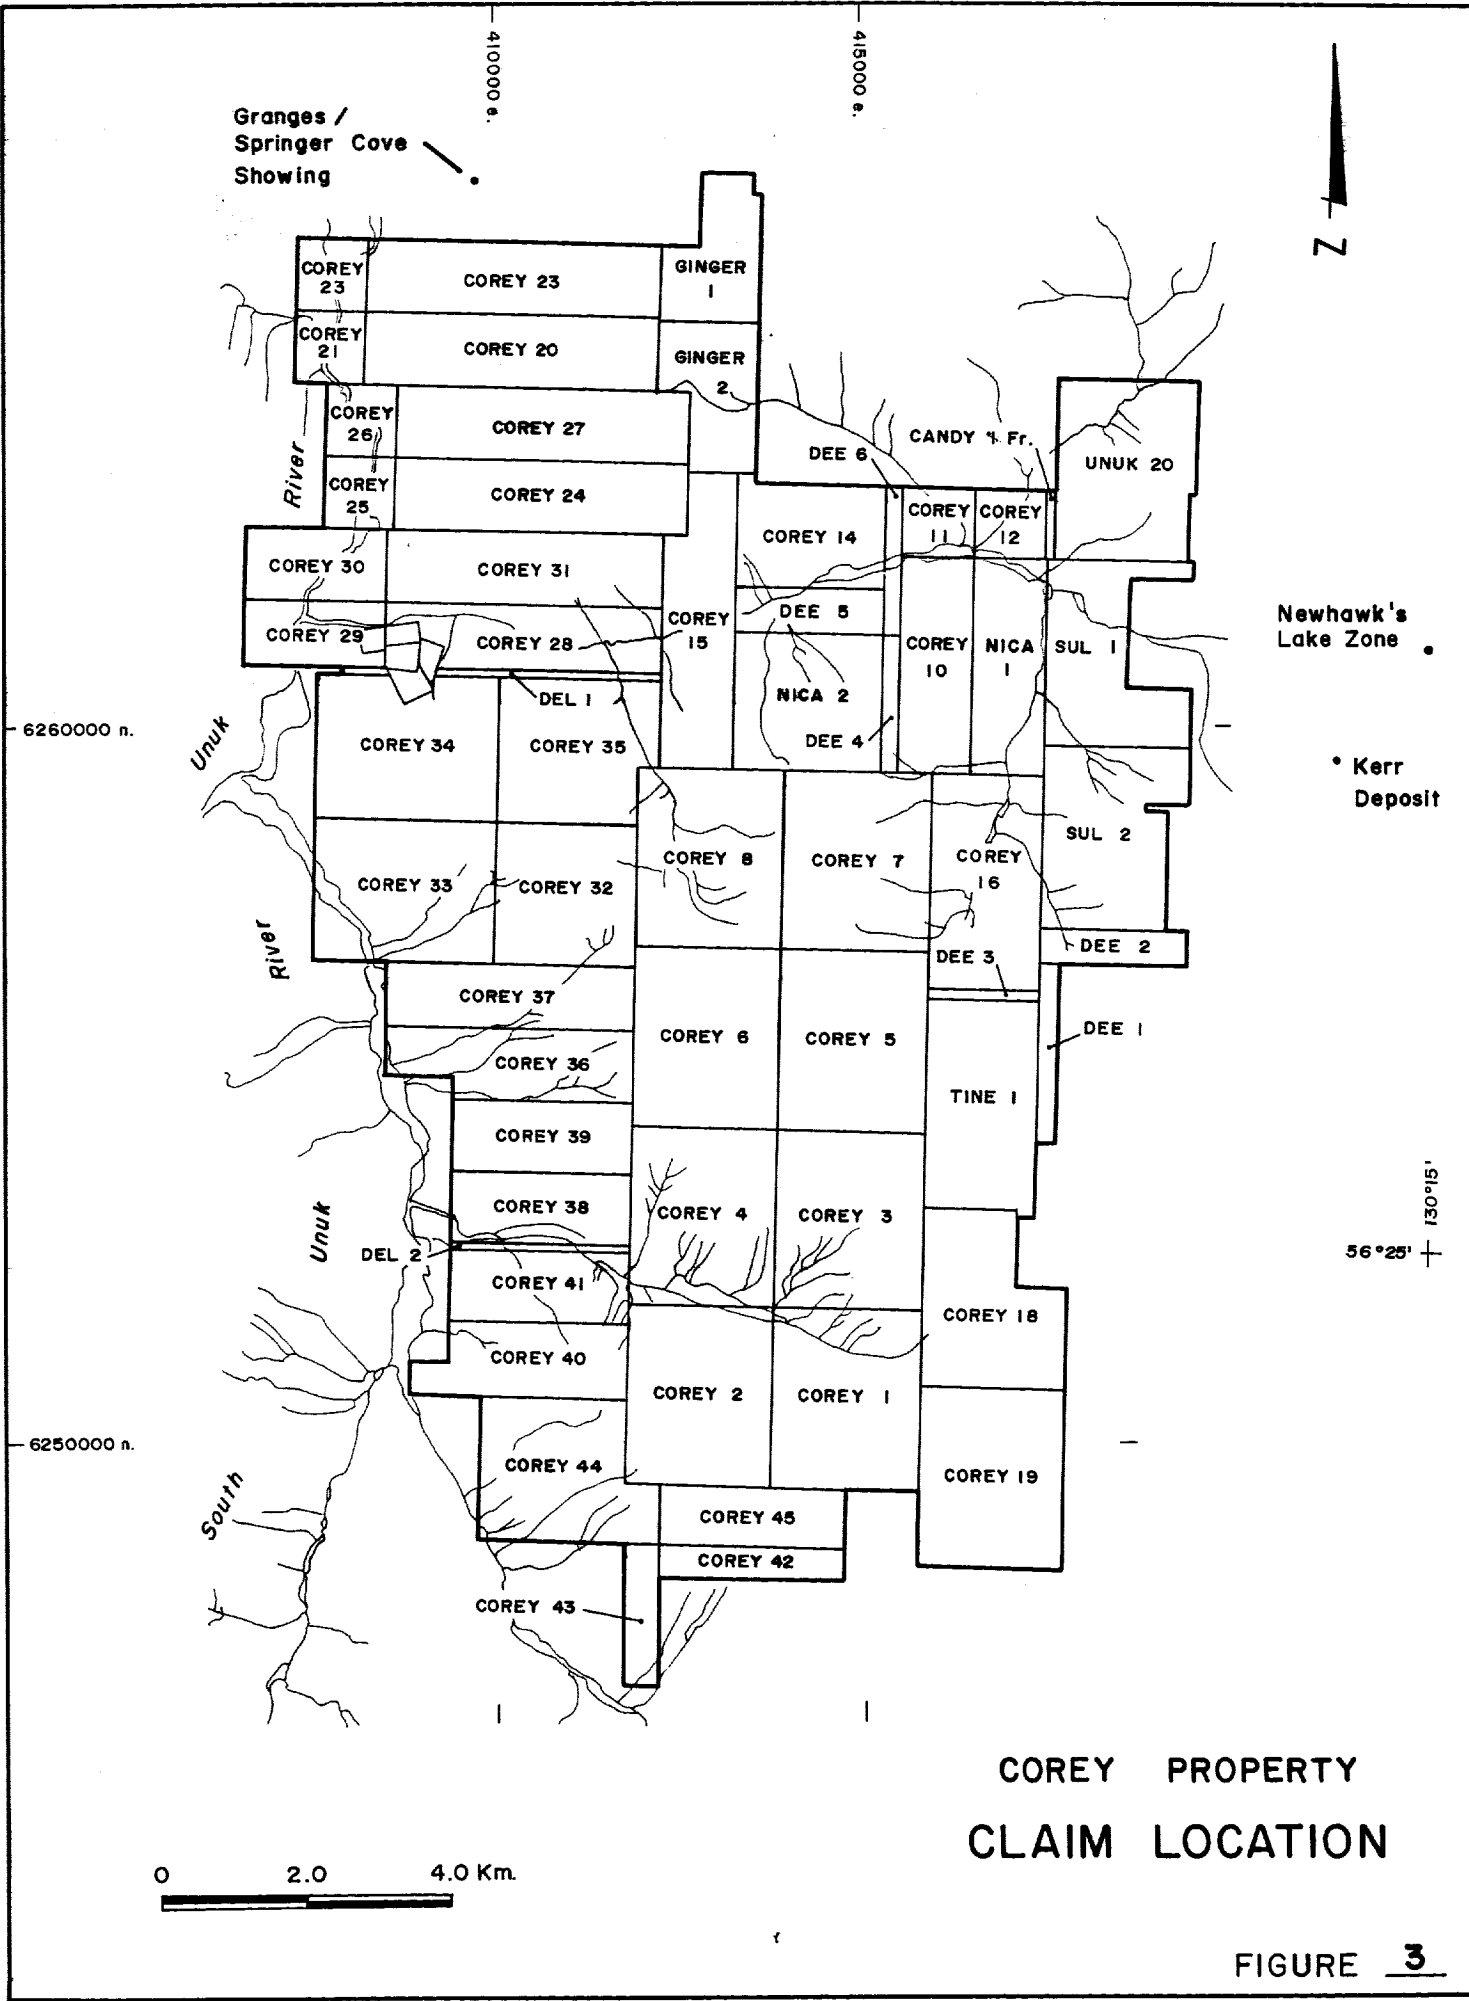 410000 e.
415000 e.
Granges /
Springer Cove
Showing
N
COREY
23
COREY 23
GINGER
1
COREY
21
COREY 20
GINGER
2
COREY
26
COREY 27
DEE 6
CANDY 4 Fr.
UNUK 20
River
COREY
25
COREY 24
COREY 14
COREY
11
COREY
12
COREY 30
COREY 31
COREY 29
COREY 28
COREY
15
DEE 5
COREY
10
NICA
1
SUL 1
Newhawk's
Lake Zone
DEL 1
NICA 2
6260000 n.
Unuk
COREY 34
COREY 35
DEE 4
Kerr
Deposit
COREY 33
COREY 32
COREY 8
COREY 7
COREY
16
SUL 2
River
DEE 3
DEE 2
COREY 37
COREY 6
COREY 5
DEE 1
COREY 36
TINE 1
COREY 39
Unuk
COREY 38
COREY 4
COREY 3
130°15'
56°25'
DEL 2
COREY 41
COREY 18
COREY 40
COREY 2
COREY 1
6250000 n.
COREY 44
COREY 19
South
COREY 45
COREY 42
COREY 43
COREY PROPERTY
CLAIM LOCATION
0 2.0 4.0 Km.
FIGURE 3